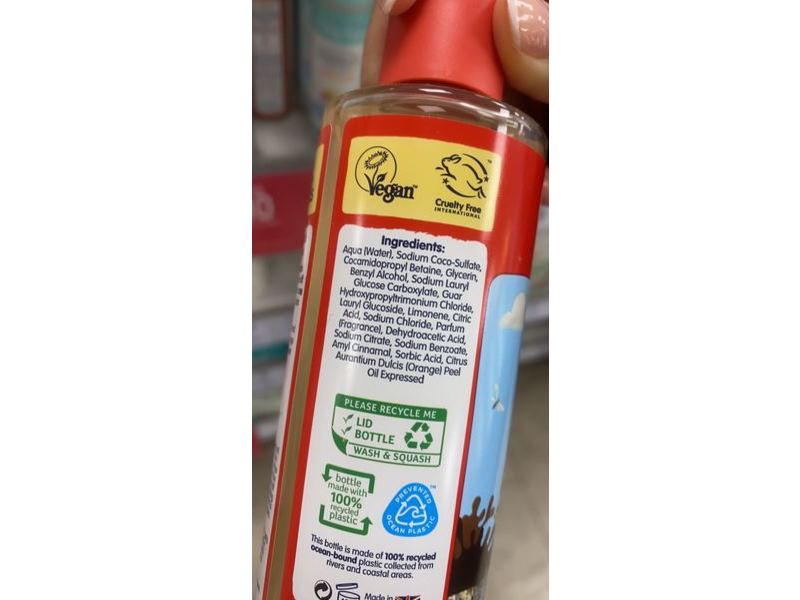 Vegan™
Cruelty Free
INTERNATIONAL
Ingredients:
Aqua (Water), Sodium Coco-Sulfate,
Cocamidopropyl Betaine, Glycerin,
Benzyl Alcohol, Sodium Lauryl
Glucose Carboxylate, Guar
Hydroxypropyltrimonium Chloride,
Lauryl Glucoside, Limonene, Citric
Acid, Sodium Chloride, Parfum
(Fragrance), Dehydroacetic Acid,
Sodium Citrate, Sodium Benzoate,
Amyl Cinnamal, Sorbic Acid, Citrus
Aurantium Dulcis (Orange) Peel
Oil Expressed
PLEASE RECYCLE ME
LID
BOTTLE
WASH & SQUASH
bottle
made with
100%
recycled
plastic
PREVENTED
OCEAN PLASTIC
™
This bottle is made of 100% recycled
ocean-bound plastic collected from
rivers and coastal areas.
Made in